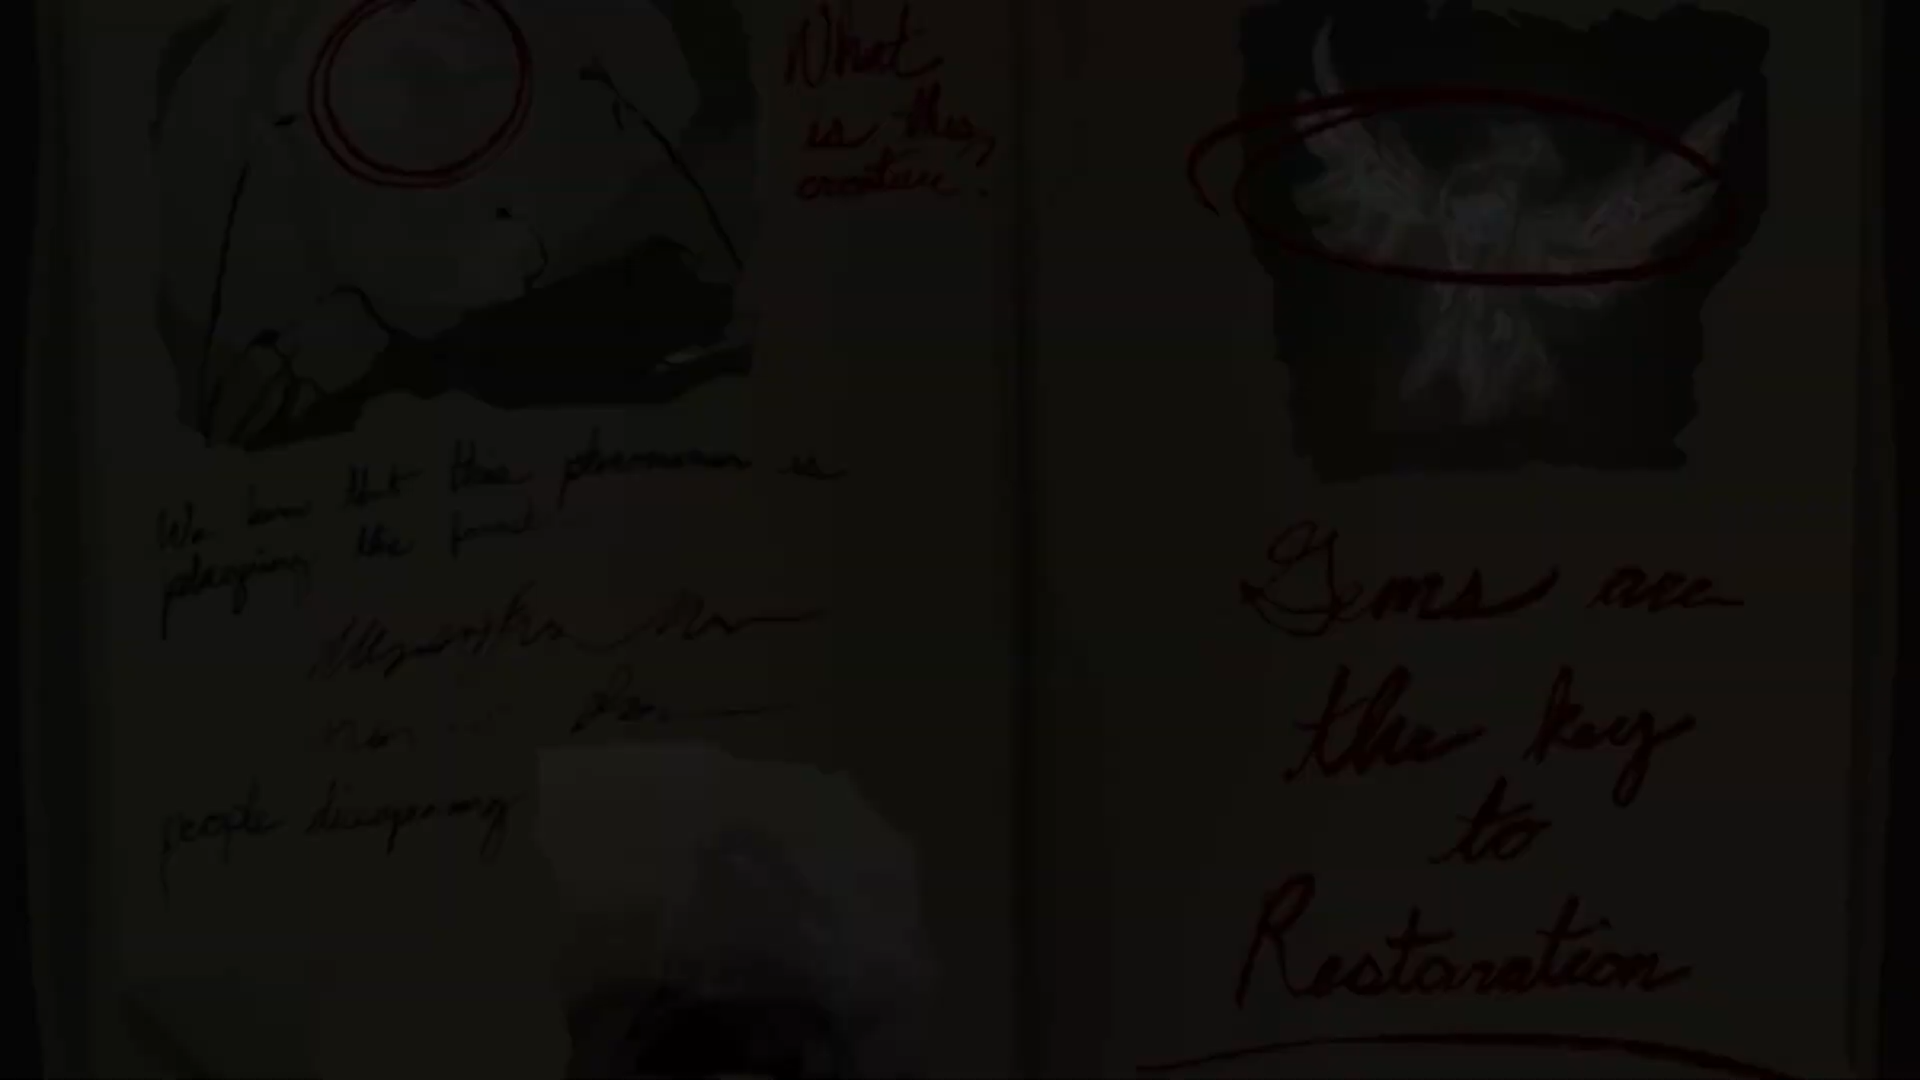 What
is this
creature.
We know that this phenomenon is
plaguing the forest
people disappearing
Gems are
the key
to
Restoration